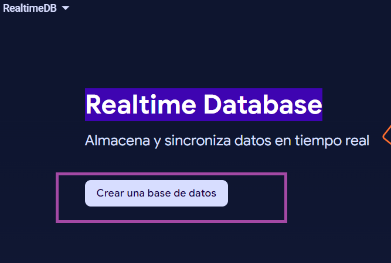 RealtimeDB
Realtime Database
Almacena y sincroniza datos en tiempo real
Crear una base de datos